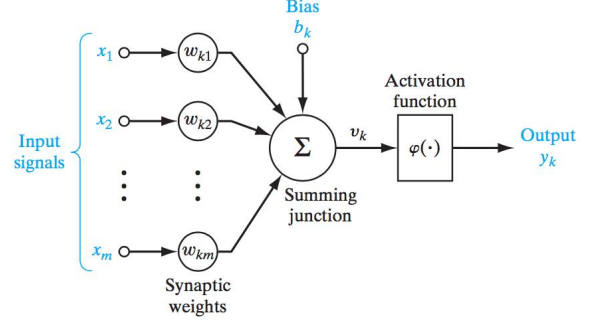 Bias
b_k
x_1
w_k1
Activation
function
x_2
w_k2
Input
signals
Σ
v_k
φ(·)
Output
y_k
Summing
junction
x_m
w_km
Synaptic
weights